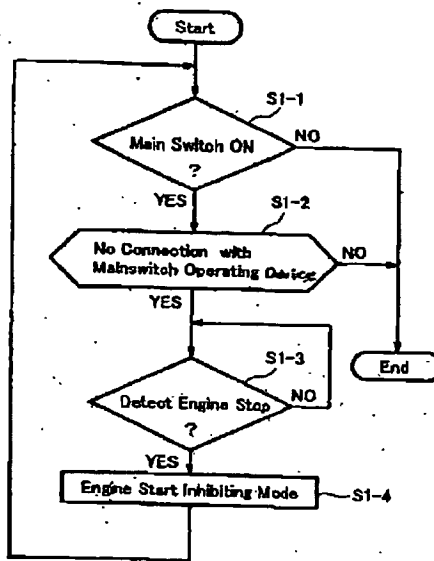 Start
S1-1
Main Switch ON
?
NO
YES
S1-2
No Connection with
Mainswitch Operating Device
NO
YES
S1-3
End
Detect Engine Stop
?
NO
YES
Engine Start Inhibiting Mode
S1-4